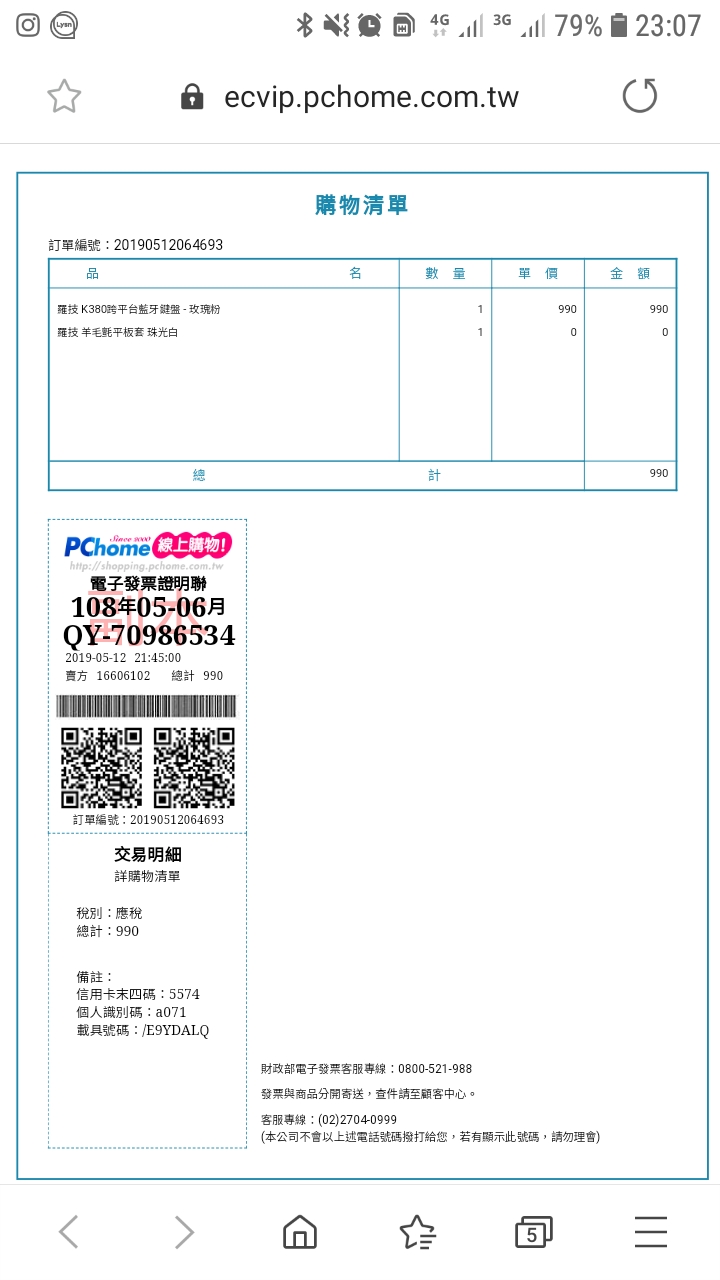 Lysn
4G 3G 79% 23:07
ecvip.pchome.com.tw
購物清單
訂單編號：20190512064693
品 名 數 量 單 價 金 額
羅技 K380跨平台藍牙鍵盤 - 玫瑰粉 1 990 990
羅技 羊毛氈平板套 珠光白 1 0 0
總 計 990
Since 2000
PChome 線上購物!
http://shopping.pchome.com.tw
電子發票證明聯
副本
108年05-06月
QY-70986534
2019-05-12 21:45:00
賣方 16606102 總計 990
訂單編號：20190512064693
交易明細
詳購物清單
稅別：應稅
總計：990
備註：
信用卡末四碼：5574
個人識別碼：a071
載具號碼：/E9YDALQ
財政部電子發票客服專線：0800-521-988
發票與商品分開寄送，查件請至顧客中心。
客服專線：(02)2704-0999
(本公司不會以上述電話號碼撥打給您，若有顯示此號碼，請勿理會)
5